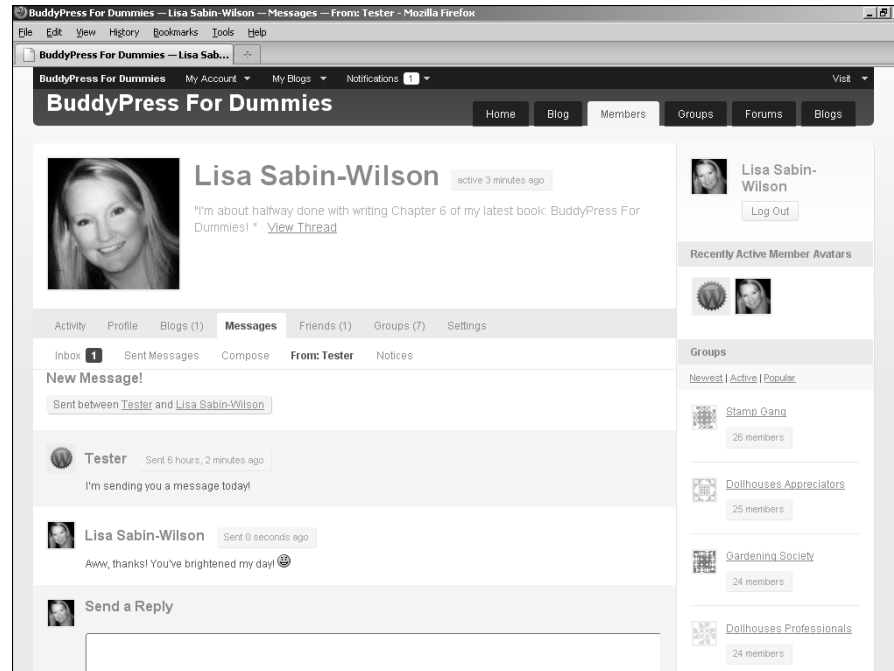 BuddyPress For Dummies — Lisa Sabin-Wilson — Messages — From: Tester - Mozilla Firefox
File Edit View History Bookmarks Tools Help
BuddyPress For Dummies — Lisa Sab...
BuddyPress For Dummies My Account My Blogs Notifications 1 Visit
BuddyPress For Dummies
Home Blog Members Groups Forums Blogs
Lisa Sabin-Wilson active 3 minutes ago
"I'm about halfway done with writing Chapter 6 of my latest book: BuddyPress For
Dummies! " · View Thread
Activity Profile Blogs (1) Messages Friends (1) Groups (7) Settings
Inbox 1 Sent Messages Compose From: Tester Notices
New Message!
Sent between Tester and Lisa Sabin-Wilson
Tester Sent 6 hours, 2 minutes ago
I'm sending you a message today!
Lisa Sabin-Wilson Sent 0 seconds ago
Aww, thanks! You've brightened my day!
Send a Reply
Lisa Sabin-
Wilson
Log Out
Recently Active Member Avatars
Groups
Newest | Active | Popular
Stamp Gang
26 members
Dollhouses Appreciators
25 members
Gardening Society
24 members
Dollhouses Professionals
24 members